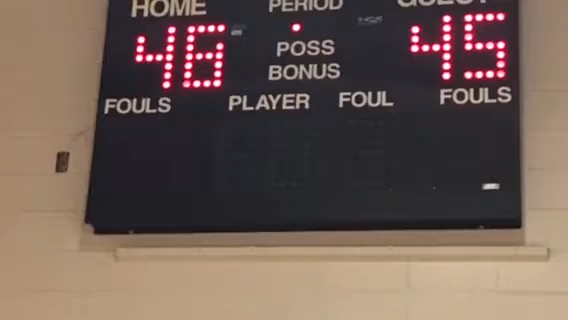 HOME PERIOD GUEST
46 45
POSS
BONUS
FOULS PLAYER FOUL FOULS